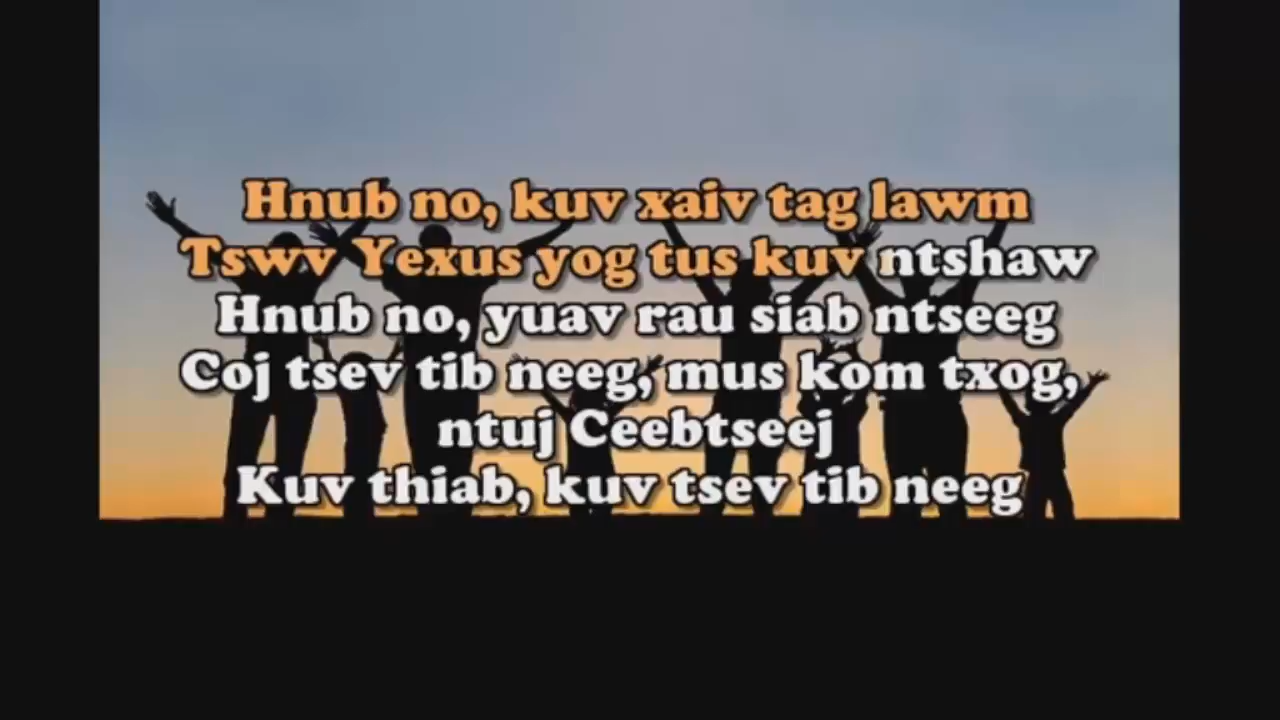 Hnub no, kuv xaiv tag lawm
Tswv Yexus yog tus kuv ntshaw
Hnub no, yuav rau siab ntseeg
Coj tsev tib neeg, mus kom txog,
ntuj Ceebtseej
Kuv thiab, kuv tsev tib neeg